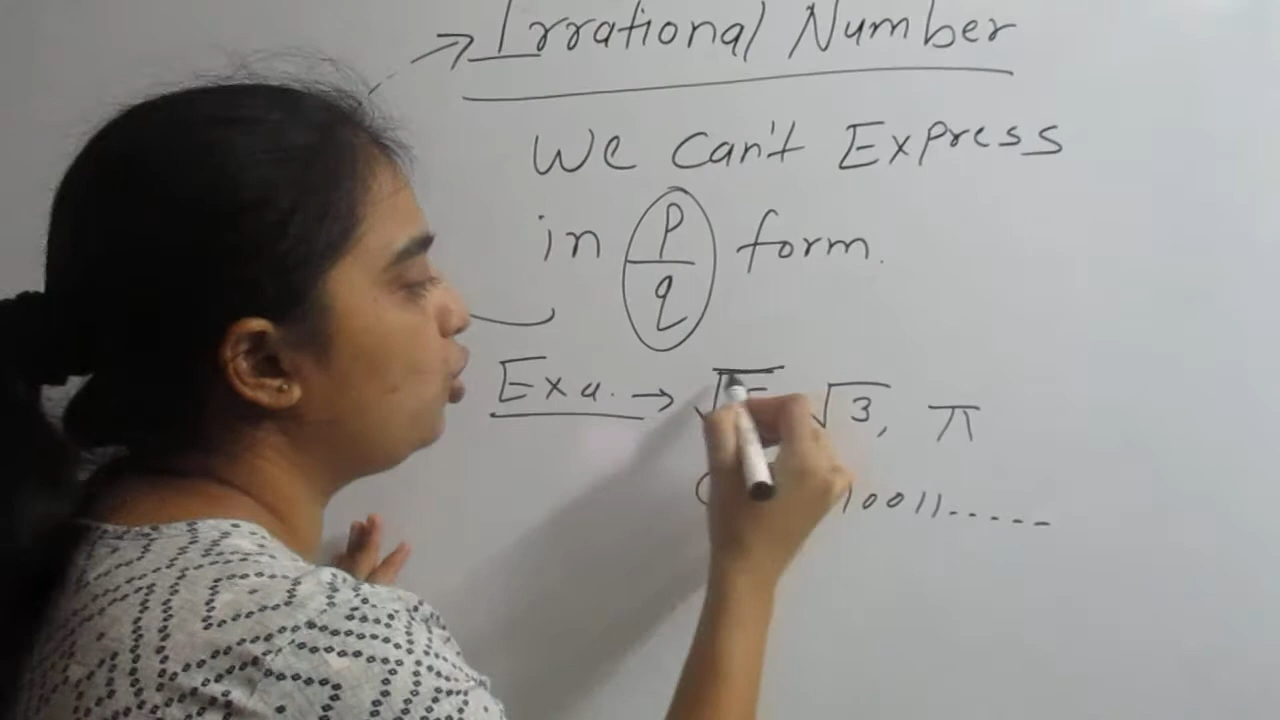 → Irrational Number
We Can't Express
in P/q form.
Exa. → √3, π
10011-----